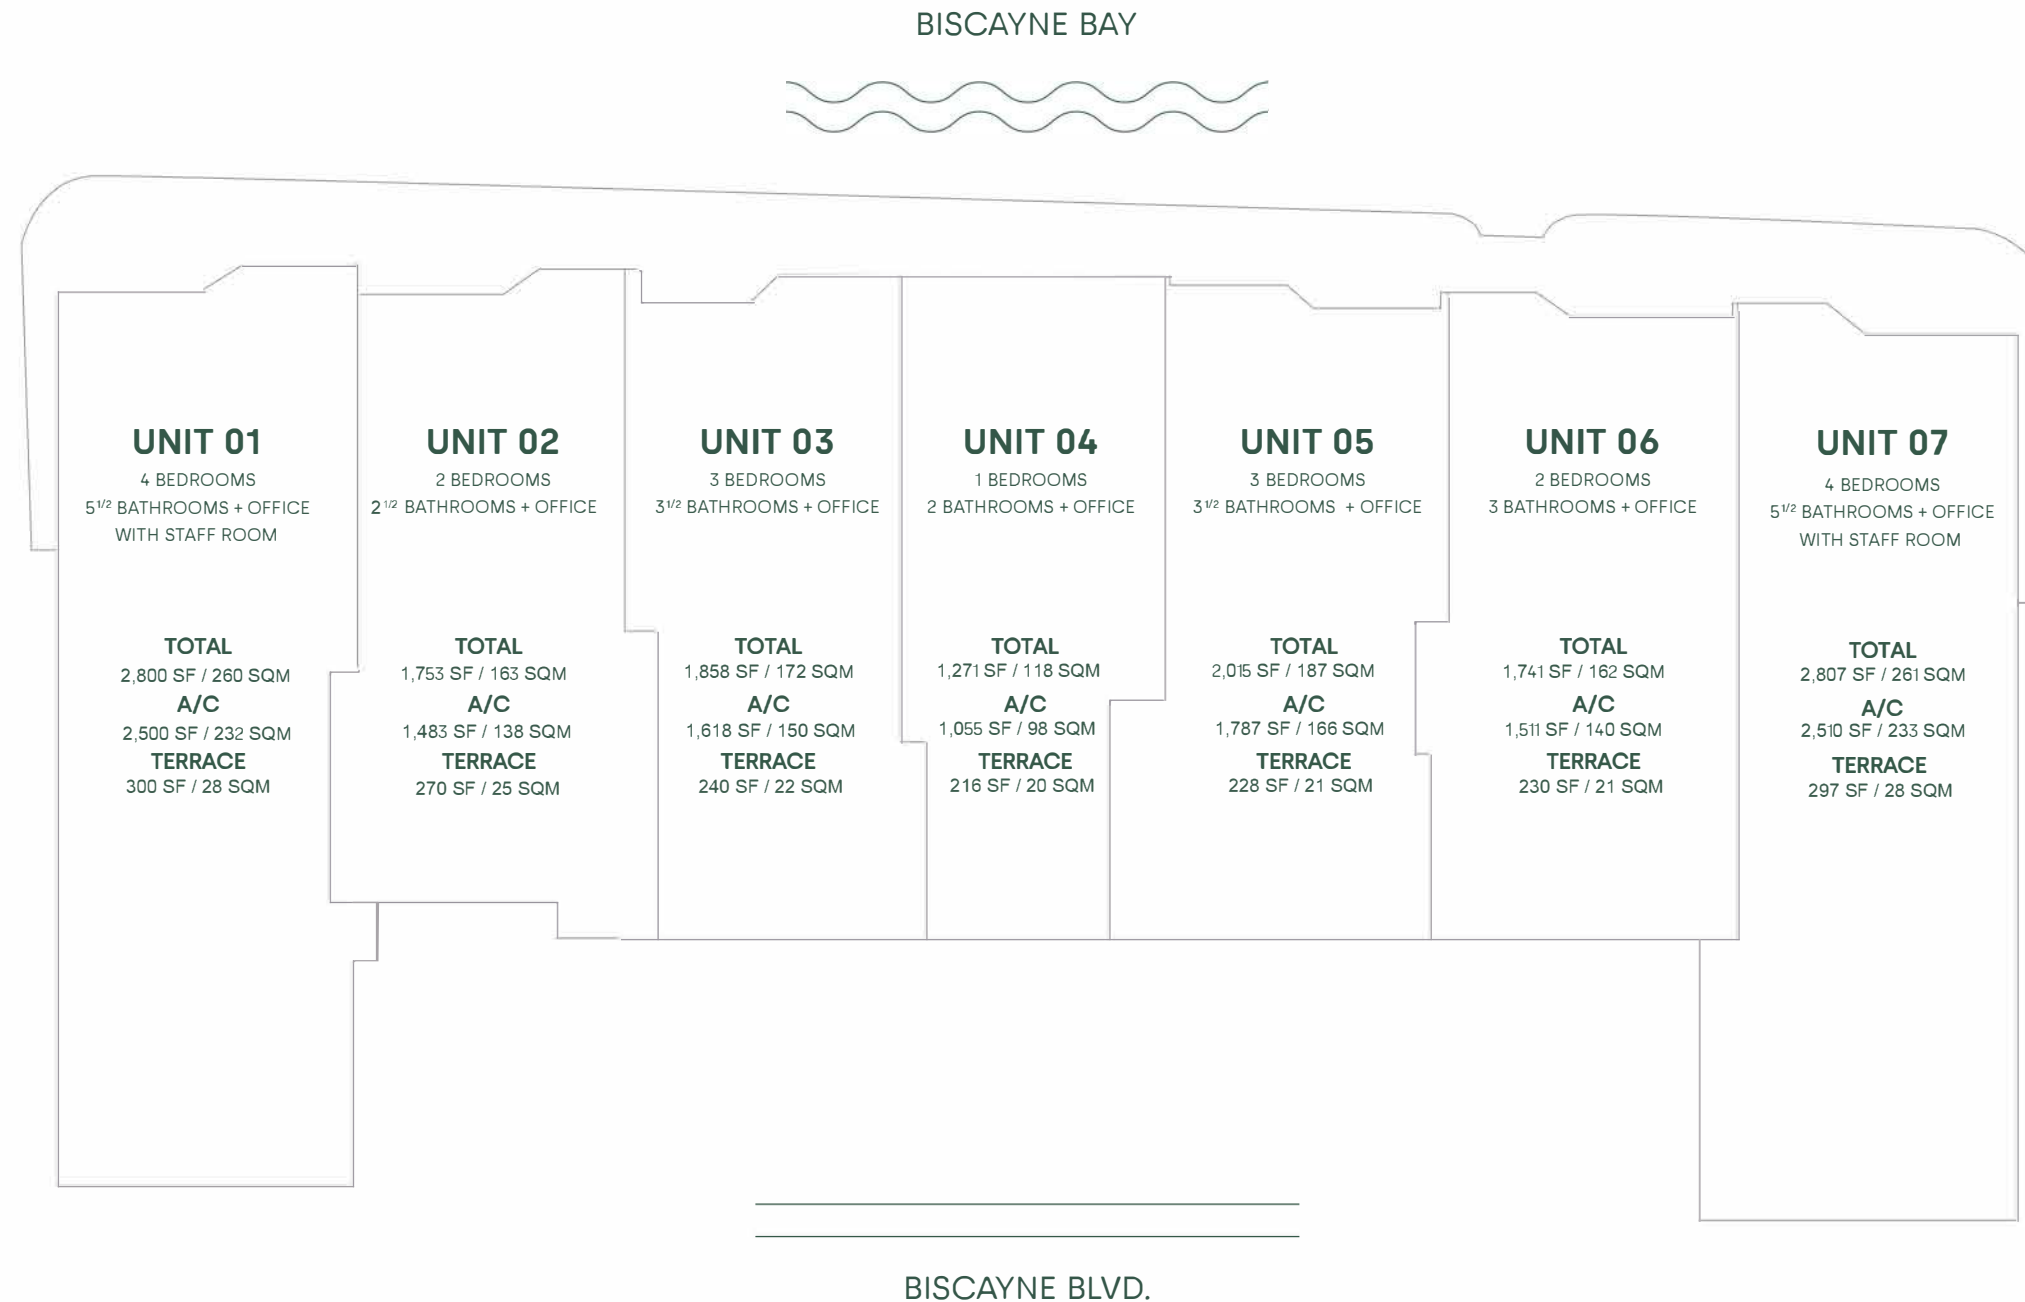 BISCAYNE BAY
UNIT 01
4 BEDROOMS
5 1/2 BATHROOMS + OFFICE
WITH STAFF ROOM
TOTAL
2,800 SF / 260 SQM
A/C
2,500 SF / 232 SQM
TERRACE
300 SF / 28 SQM
UNIT 02
2 BEDROOMS
2 1/2 BATHROOMS + OFFICE
TOTAL
1,753 SF / 163 SQM
A/C
1,483 SF / 138 SQM
TERRACE
270 SF / 25 SQM
UNIT 03
3 BEDROOMS
3 1/2 BATHROOMS + OFFICE
TOTAL
1,858 SF / 172 SQM
A/C
1,618 SF / 150 SQM
TERRACE
240 SF / 22 SQM
UNIT 04
1 BEDROOMS
2 BATHROOMS + OFFICE
TOTAL
1,271 SF / 118 SQM
A/C
1,055 SF / 98 SQM
TERRACE
216 SF / 20 SQM
UNIT 05
3 BEDROOMS
3 1/2 BATHROOMS + OFFICE
TOTAL
2,015 SF / 187 SQM
A/C
1,787 SF / 166 SQM
TERRACE
228 SF / 21 SQM
UNIT 06
2 BEDROOMS
3 BATHROOMS + OFFICE
TOTAL
1,741 SF / 162 SQM
A/C
1,511 SF / 140 SQM
TERRACE
230 SF / 21 SQM
UNIT 07
4 BEDROOMS
5 1/2 BATHROOMS + OFFICE
WITH STAFF ROOM
TOTAL
2,807 SF / 261 SQM
A/C
2,510 SF / 233 SQM
TERRACE
297 SF / 28 SQM
BISCAYNE BLVD.